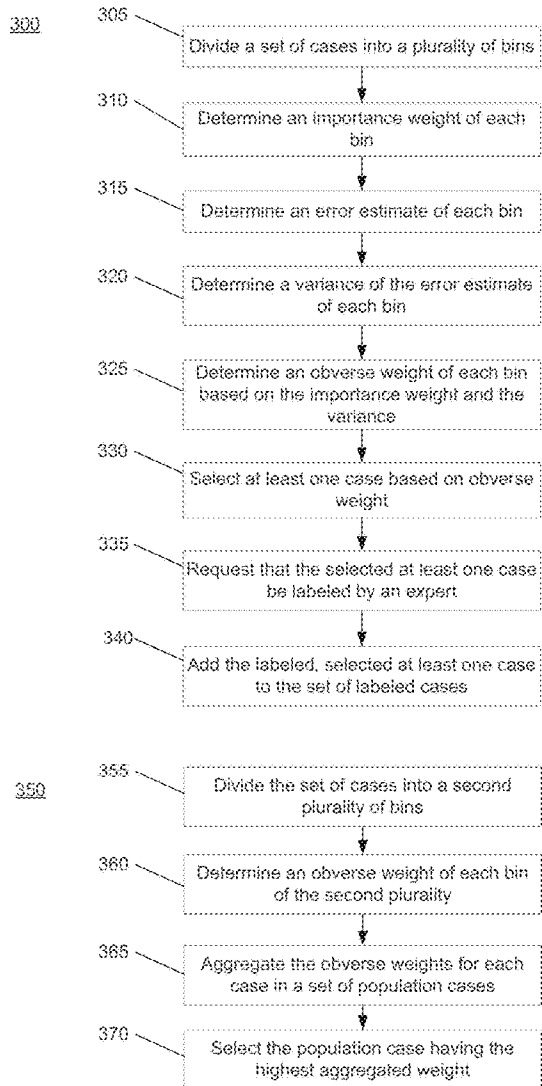 300
305
Divide a set of cases into a plurality of bins
310
Determine an importance weight of each
bin
315
Determine an error estimate of each bin
320
Determine a variance of the error estimate
of each bin
325
Determine an obverse weight of each bin
based on the importance weight and the
variance
330
Select at least one case based on obverse
weight
335
Request that the selected at least one case
be labeled by an expert
340
Add the labeled, selected at least one case
to the set of labeled cases
350
355
Divide the set of cases into a second
plurality of bins
360
Determine an obverse weight of each bin
of the second plurality
365
Aggregate the obverse weights for each
case in a set of population cases
370
Select the population case having the
highest aggregated weight